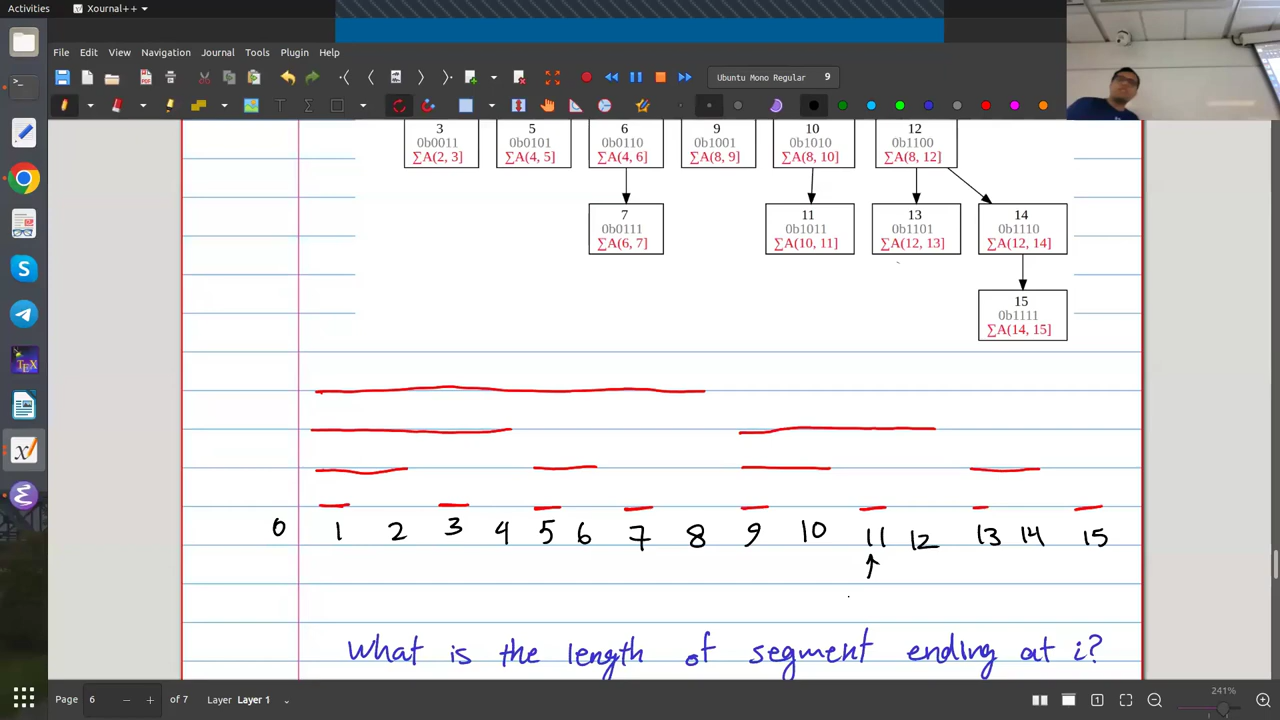 Activities Xournal++
File Edit View Navigation Journal Tools Plugin Help
Ubuntu Mono Regular 9
3 5 6 9 10 12
0b0011 0b0101 0b0110 0b1001 0b1010 0b1100
∑A(2, 3] ∑A(4, 5] ∑A(4, 6] ∑A(8, 9] ∑A(8, 10] ∑A(8, 12]
7 11 13 14
0b0111 0b1011 0b1101 0b1110
∑A(6, 7] ∑A(10, 11] ∑A(12, 13] ∑A(12, 14]
15
0b1111
∑A(14, 15]
0 1 2 3 4 5 6 7 8 9 10 11 12 13 14 15
What is the length of segment ending at i?
Page 6 of 7 Layer Layer 1 241%